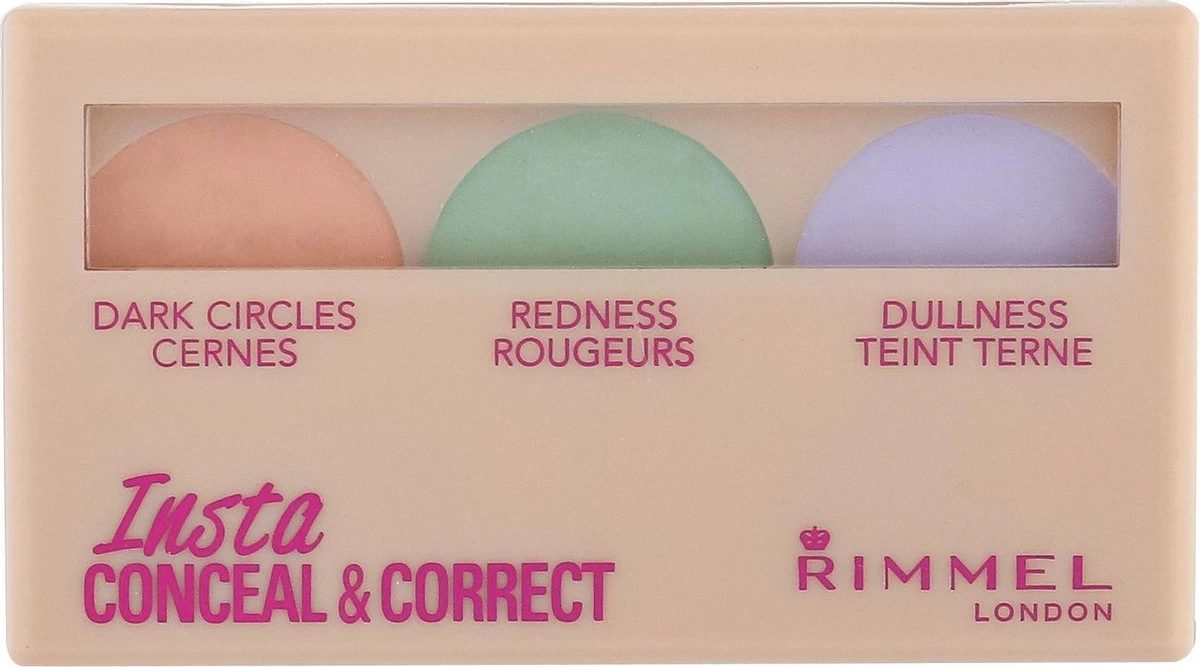 DARK CIRCLES
CERNES
REDNESS
ROUGEURS
DULLNESS
TEINT TERNE
Insta
CONCEAL & CORRECT
RIMMEL
LONDON